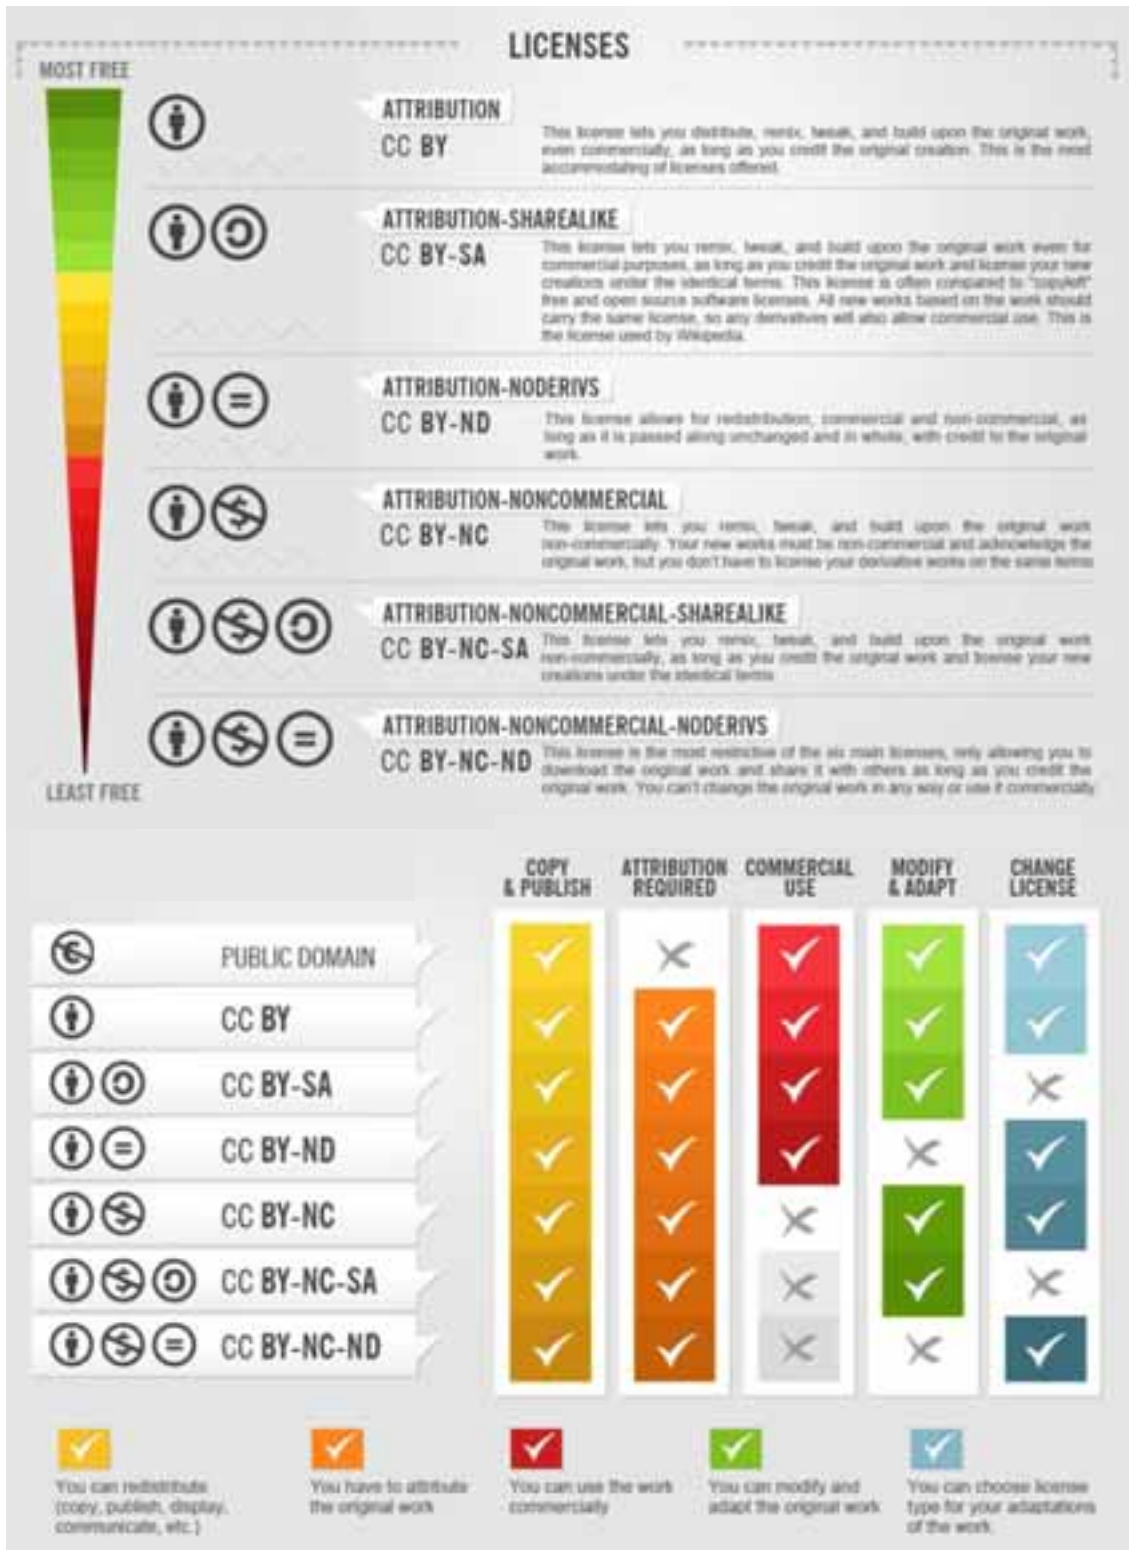 LICENSES
MOST FREE
ATTRIBUTION
CC BY
This license lets you distribute, remix, tweak, and build upon the original work,
even commercially, as long as you credit the original creation. This is the most
accommodating of licenses offered.
ATTRIBUTION-SHAREALIKE
CC BY-SA
This license lets you remix, tweak, and build upon the original work even for
commercial purposes, as long as you credit the original work and license your new
creations under the identical terms. This license is often compared to "copyleft"
free and open source software licenses. All new works based on the work should
carry the same license, so any derivatives will also allow commercial use. This is
the license used by Wikipedia.
ATTRIBUTION-NODERIVS
CC BY-ND
This license allows for redistribution, commercial and non-commercial, as
long as it is passed along unchanged and in whole, with credit to the original
work.
ATTRIBUTION-NONCOMMERCIAL
CC BY-NC
This license lets you remix, tweak, and build upon the original work
non-commercially. Your new works must be non-commercial and acknowledge the
original work, but you don't have to license your derivative works on the same terms
ATTRIBUTION-NONCOMMERCIAL-SHAREALIKE
CC BY-NC-SA
This license lets you remix, tweak, and build upon the original work
non-commercially, as long as you credit the original work and license your new
creations under the identical terms
ATTRIBUTION-NONCOMMERCIAL-NODERIVS
CC BY-NC-ND
This license is the most restrictive of the six main licenses, only allowing you to
download the original work and share it with others as long as you credit the
original work. You can't change the original work in any way or use it commercially
LEAST FREE
COPY & PUBLISH
ATTRIBUTION REQUIRED
COMMERCIAL USE
MODIFY & ADAPT
CHANGE LICENSE
PUBLIC DOMAIN
CC BY
CC BY-SA
CC BY-ND
CC BY-NC
CC BY-NC-SA
CC BY-NC-ND
You can redistribute
(copy, publish, display,
communicate, etc.)
You have to attribute
the original work
You can use the work
commercially
You can modify and
adapt the original work
You can choose license
type for your adaptations
of the work.